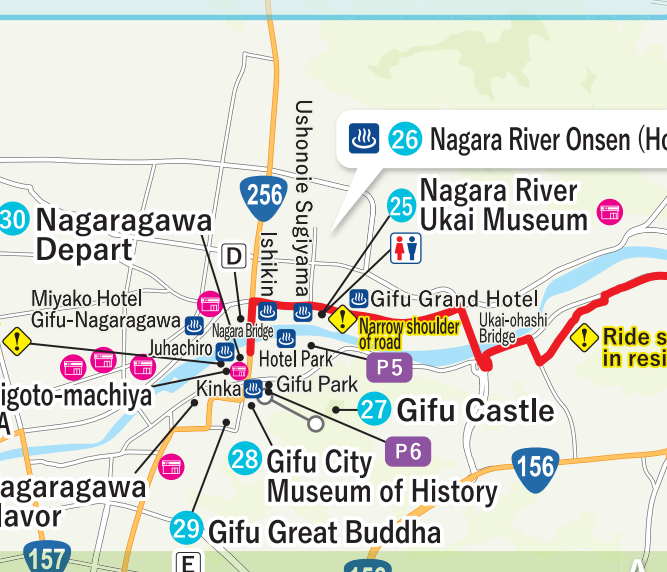 26 Nagara River Onsen (Ho
Ushonoie Sugiyama
256
25 Nagara River
Ukai Museum
30 Nagaragawa
Depart
D
Ishikin
Miyako Hotel
Gifu-Nagaragawa
Gifu Grand Hotel
Nagara Bridge
Narrow shoulder
of road
Ukai-ohashi
Bridge
Ride s
in resi
Juhachiro
Hotel Park
P5
igoto-machiya
A
Kinka
Gifu Park
27 Gifu Castle
P6
28 Gifu City
Museum of History
156
agaragawa
lavor
29 Gifu Great Buddha
157
E